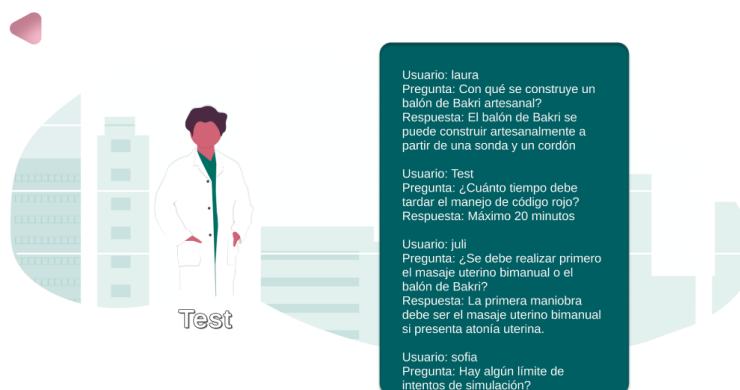 Usuario: laura
Pregunta: Con qué se construye un
balón de Bakri artesanal?
Respuesta: El balón de Bakri se
puede construir artesanalmente a
partir de una sonda y un cordón
Usuario: Test
Pregunta: ¿Cuánto tiempo debe
tardar el manejo de código rojo?
Respuesta: Máximo 20 minutos
Usuario: juli
Pregunta: ¿Se debe realizar primero
el masaje uterino bimanual o el
balón de Bakri?
Respuesta: La primera maniobra
debe ser el masaje uterino bimanual
si presenta atonía uterina.
Usuario: sofia
Pregunta: Hay algún límite de
intentos de simulación?
Test